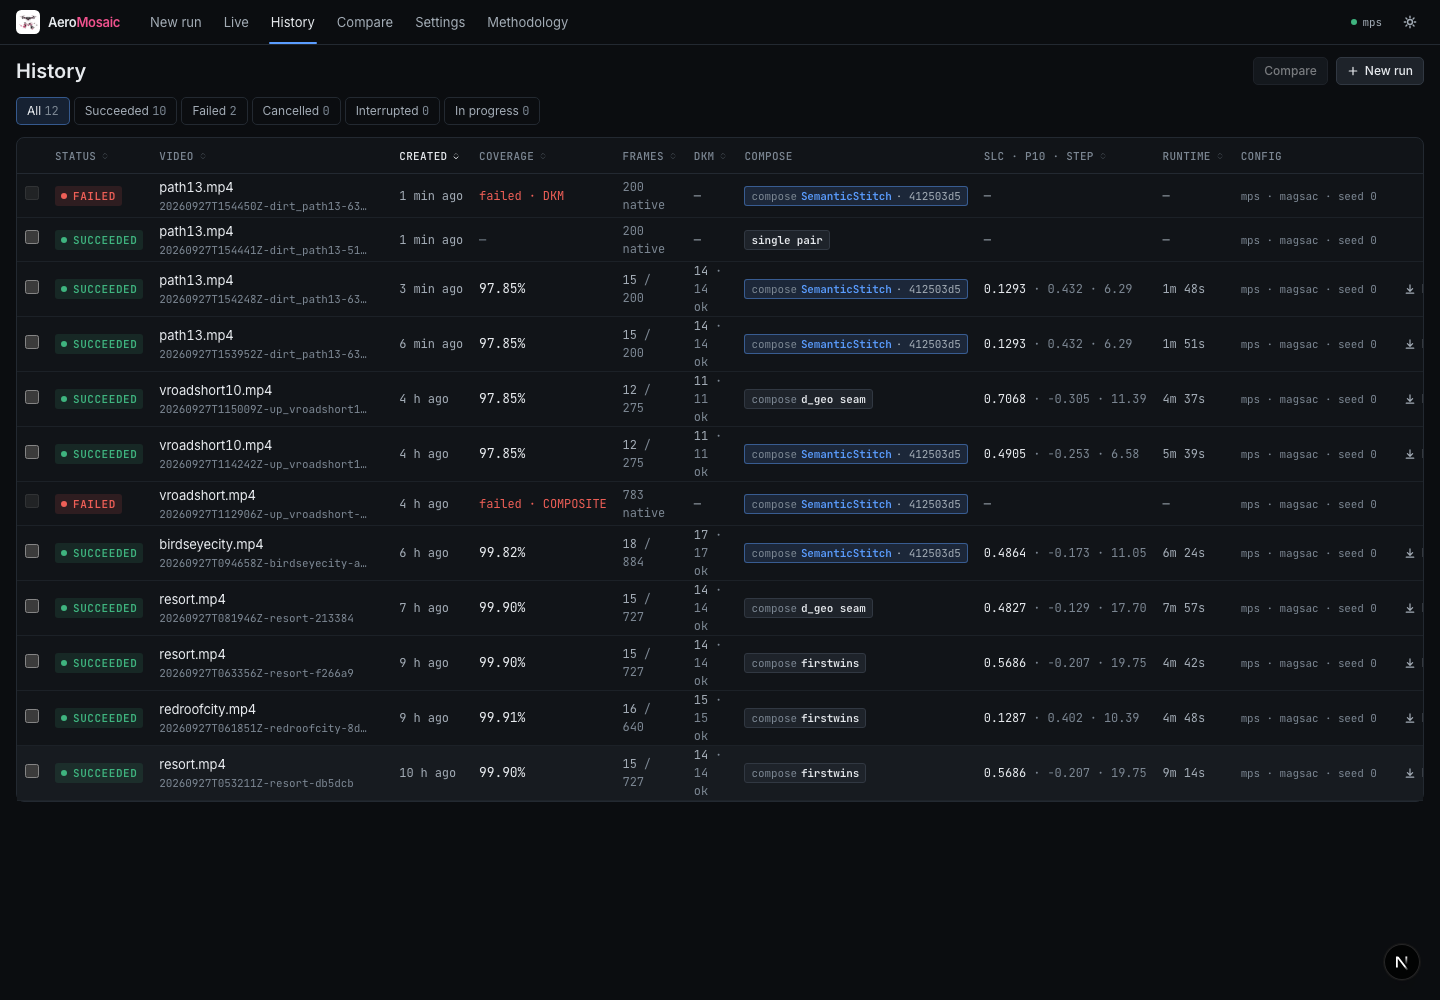 AeroMosaic New run Live History Compare Settings Methodology mps
History Compare + New run
All 12 Succeeded 10 Failed 2 Cancelled 0 Interrupted 0 In progress 0
STATUS VIDEO CREATED COVERAGE FRAMES DKM COMPOSE SLC · P10 · STEP RUNTIME CONFIG
FAILED path13.mp4 1 min ago failed · DKM 200 native — compose SemanticStitch · 412503d5 — — mps · magsac · seed 0
20260927T154450Z-dirt_path13-63…
SUCCEEDED path13.mp4 1 min ago — 200 native — single pair — — mps · magsac · seed 0
20260927T154441Z-dirt_path13-51…
SUCCEEDED path13.mp4 3 min ago 97.85% 15 / 200 14 · 14 ok compose SemanticStitch · 412503d5 0.1293 · 0.432 · 6.29 1m 48s mps · magsac · seed 0
20260927T154248Z-dirt_path13-63…
SUCCEEDED path13.mp4 6 min ago 97.85% 15 / 200 14 · 14 ok compose SemanticStitch · 412503d5 0.1293 · 0.432 · 6.29 1m 51s mps · magsac · seed 0
20260927T153952Z-dirt_path13-63…
SUCCEEDED vroadshort10.mp4 4 h ago 97.85% 12 / 275 11 · 11 ok compose d_geo seam 0.7068 · -0.305 · 11.39 4m 37s mps · magsac · seed 0
20260927T115009Z-up_vroadshort1…
SUCCEEDED vroadshort10.mp4 4 h ago 97.85% 12 / 275 11 · 11 ok compose SemanticStitch · 412503d5 0.4905 · -0.253 · 6.58 5m 39s mps · magsac · seed 0
20260927T114242Z-up_vroadshort1…
FAILED vroadshort.mp4 4 h ago failed · COMPOSITE 783 native — compose SemanticStitch · 412503d5 — — mps · magsac · seed 0
20260927T112906Z-up_vroadshort-…
SUCCEEDED birdseyecity.mp4 6 h ago 99.82% 18 / 884 17 · 17 ok compose SemanticStitch · 412503d5 0.4864 · -0.173 · 11.05 6m 24s mps · magsac · seed 0
20260927T094658Z-birdseyecity-a…
SUCCEEDED resort.mp4 7 h ago 99.90% 15 / 727 14 · 14 ok compose d_geo seam 0.4827 · -0.129 · 17.70 7m 57s mps · magsac · seed 0
20260927T081946Z-resort-213384
SUCCEEDED resort.mp4 9 h ago 99.90% 15 / 727 14 · 14 ok compose firstwins 0.5686 · -0.207 · 19.75 4m 42s mps · magsac · seed 0
20260927T063356Z-resort-f266a9
SUCCEEDED redroofcity.mp4 9 h ago 99.91% 16 / 640 15 · 15 ok compose firstwins 0.1287 · 0.402 · 10.39 4m 48s mps · magsac · seed 0
20260927T061851Z-redroofcity-8d…
SUCCEEDED resort.mp4 10 h ago 99.90% 15 / 727 14 · 14 ok compose firstwins 0.5686 · -0.207 · 19.75 9m 14s mps · magsac · seed 0
20260927T053211Z-resort-db5dcb
N